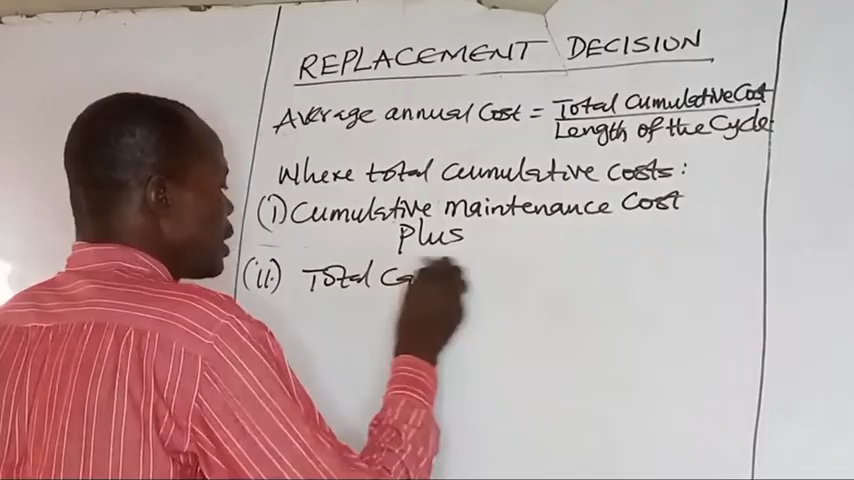 REPLACEMENT DECISION
Average annual Cost = Total Cumulative Cost
Length of the Cycle
Where total Cumulative Costs:
(i) Cumulative maintenance Cost
Plus
(ii) Total